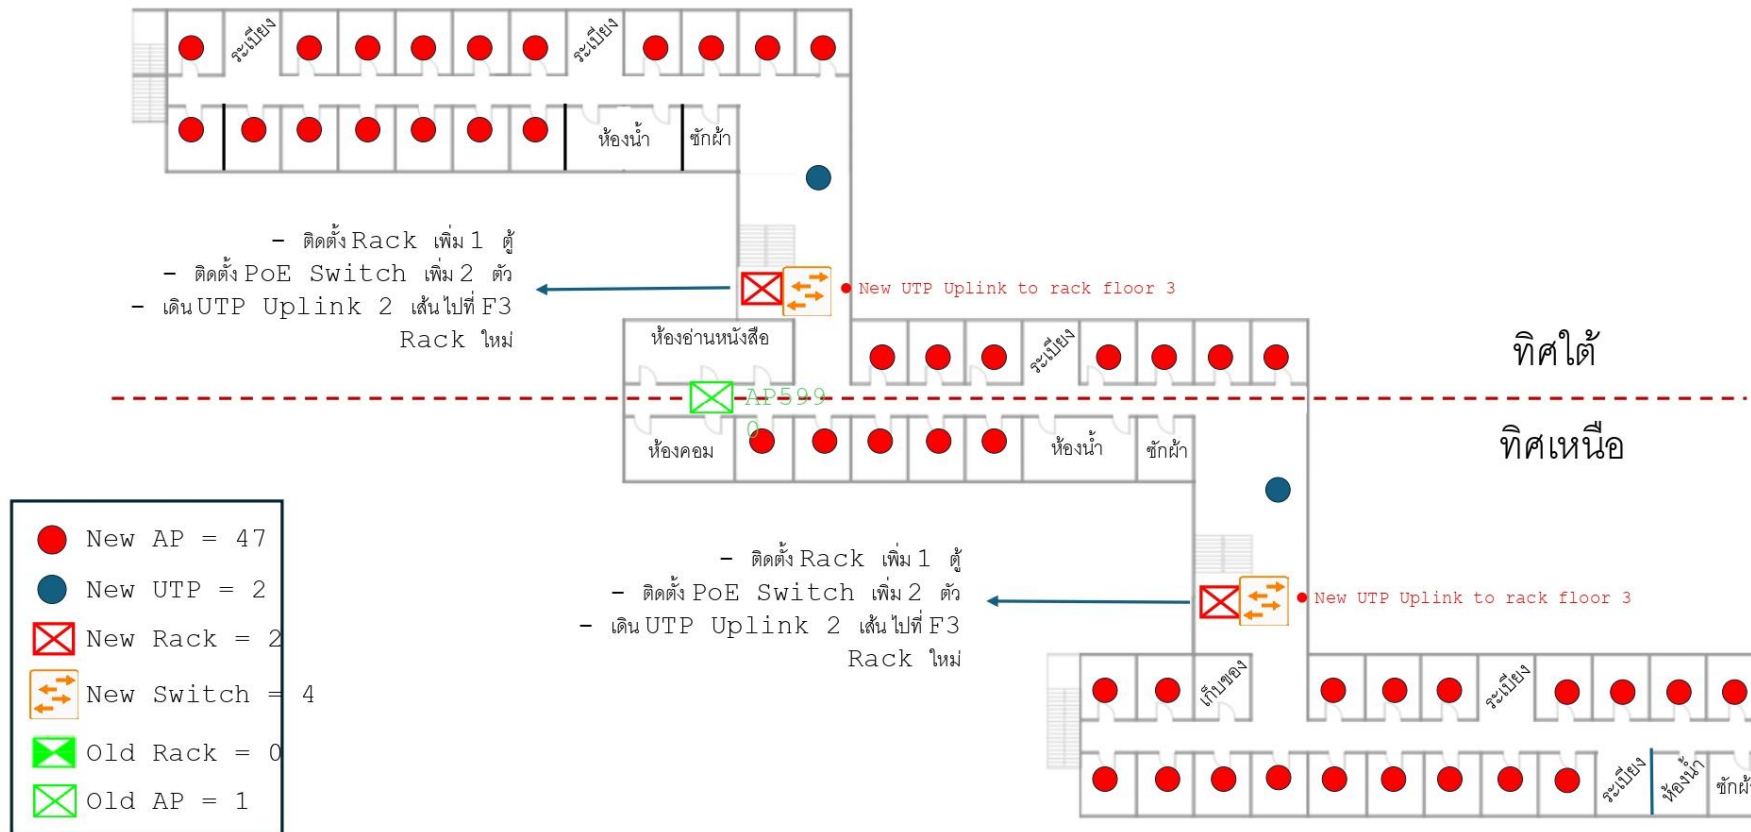 ระเบียง
ระเบียง
ห้องน้ำ
ซักผ้า
- ติดตั้ง Rack เพิ่ม 1 ตู้
- ติดตั้ง PoE Switch เพิ่ม 2 ตัว
- เดิน UTP Uplink 2 เส้น ไปที่ F3
Rack ใหม่
New UTP Uplink to rack floor 3
ห้องอ่านหนังสือ
ระเบียง
ทิศใต้
AP599
0
ทิศเหนือ
ห้องคอม
ห้องน้ำ
ซักผ้า
- ติดตั้ง Rack เพิ่ม 1 ตู้
- ติดตั้ง PoE Switch เพิ่ม 2 ตัว
- เดิน UTP Uplink 2 เส้น ไปที่ F3
Rack ใหม่
New UTP Uplink to rack floor 3
เก็บของ
ระเบียง
ระเบียง
ห้องน้ำ
ซักผ้
New AP = 47
New UTP = 2
New Rack = 2
New Switch = 4
Old Rack = 0
Old AP = 1